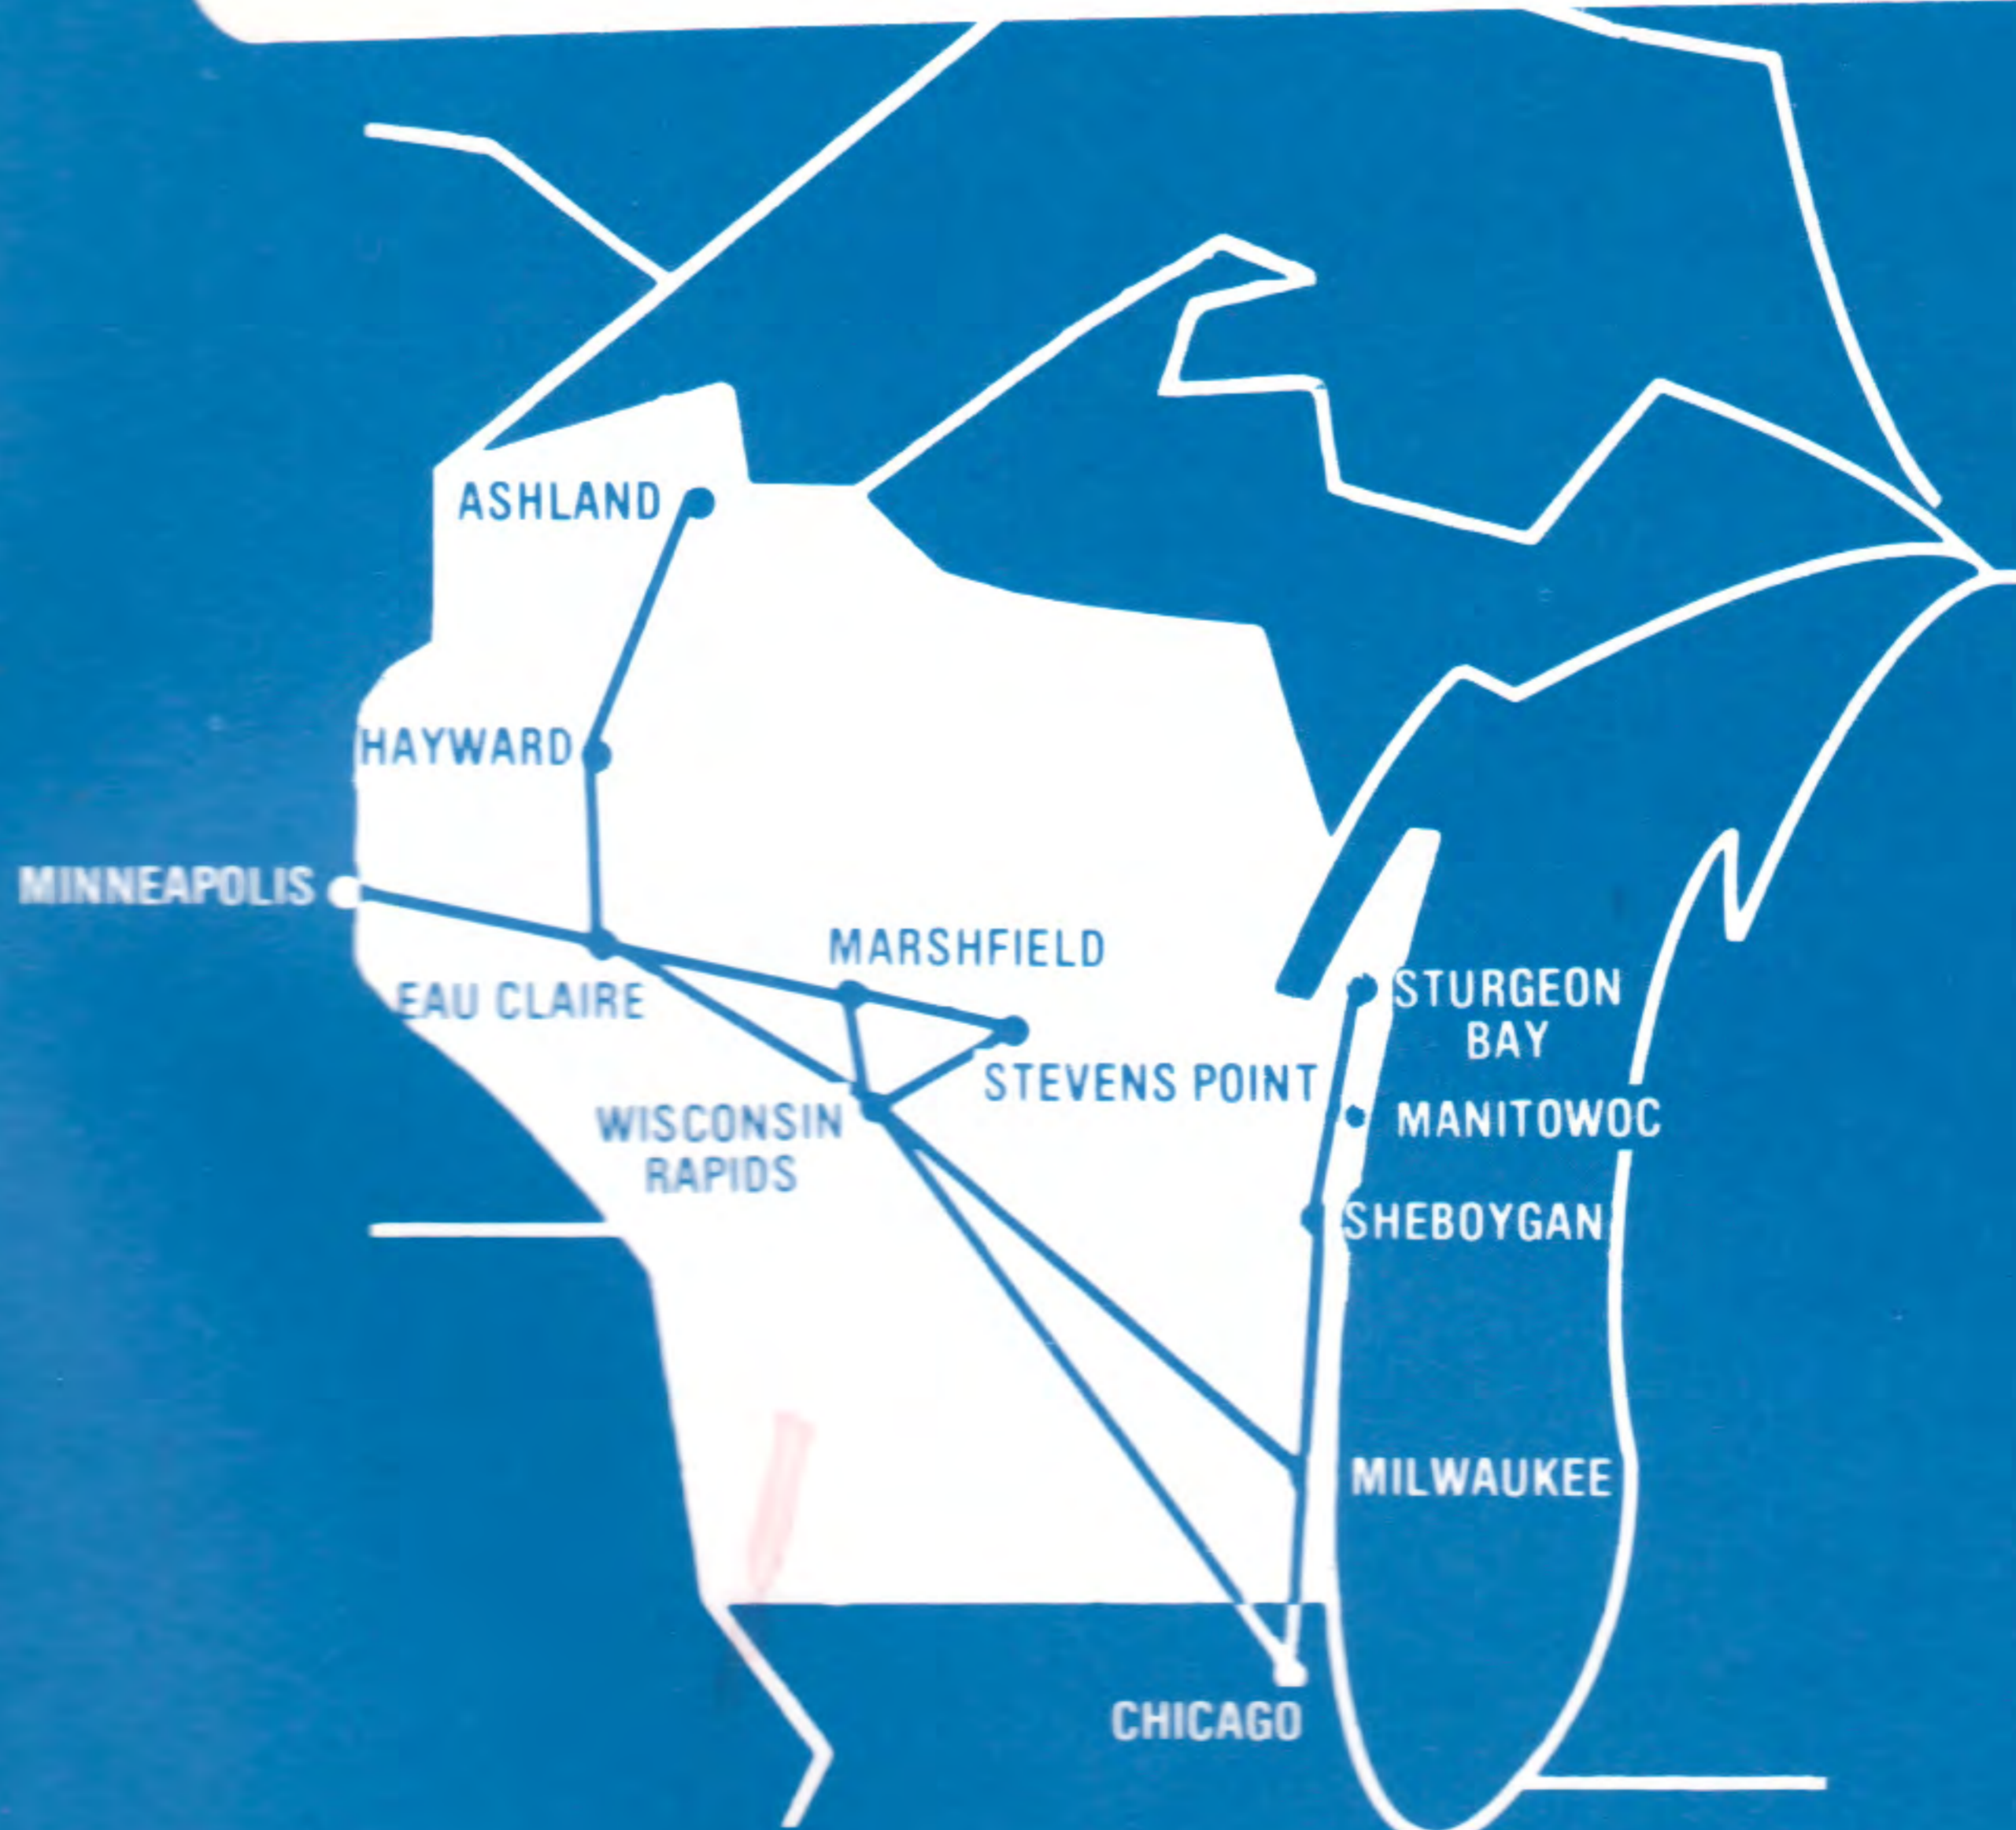 ASHLAND
HAYWARD
MINNEAPOLIS
EAU CLAIRE
MARSHFIELD
STEVENS POINT
WISCONSIN
RAPIDS
STURGEON
BAY
MANITOWOC
SHEBOYGAN
MILWAUKEE
CHICAGO